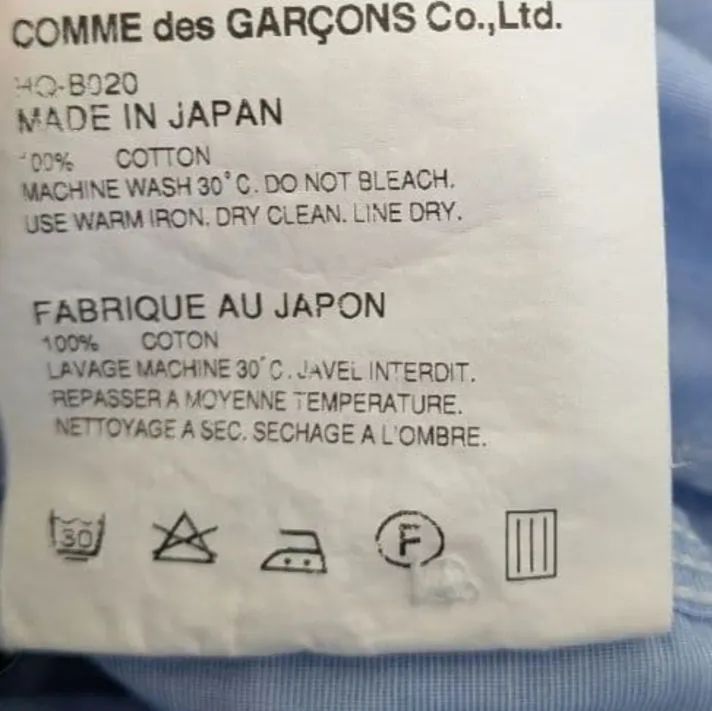 COMME des GARÇONS Co.,Ltd.
HQ-B020
MADE IN JAPAN
100% COTTON
MACHINE WASH 30°C. DO NOT BLEACH.
USE WARM IRON. DRY CLEAN. LINE DRY.
FABRIQUE AU JAPON
100% COTON
LAVAGE MACHINE 30°C. JAVEL INTERDIT.
REPASSER A MOYENNE TEMPERATURE.
NETTOYAGE A SEC. SECHAGE A L'OMBRE.
30 F